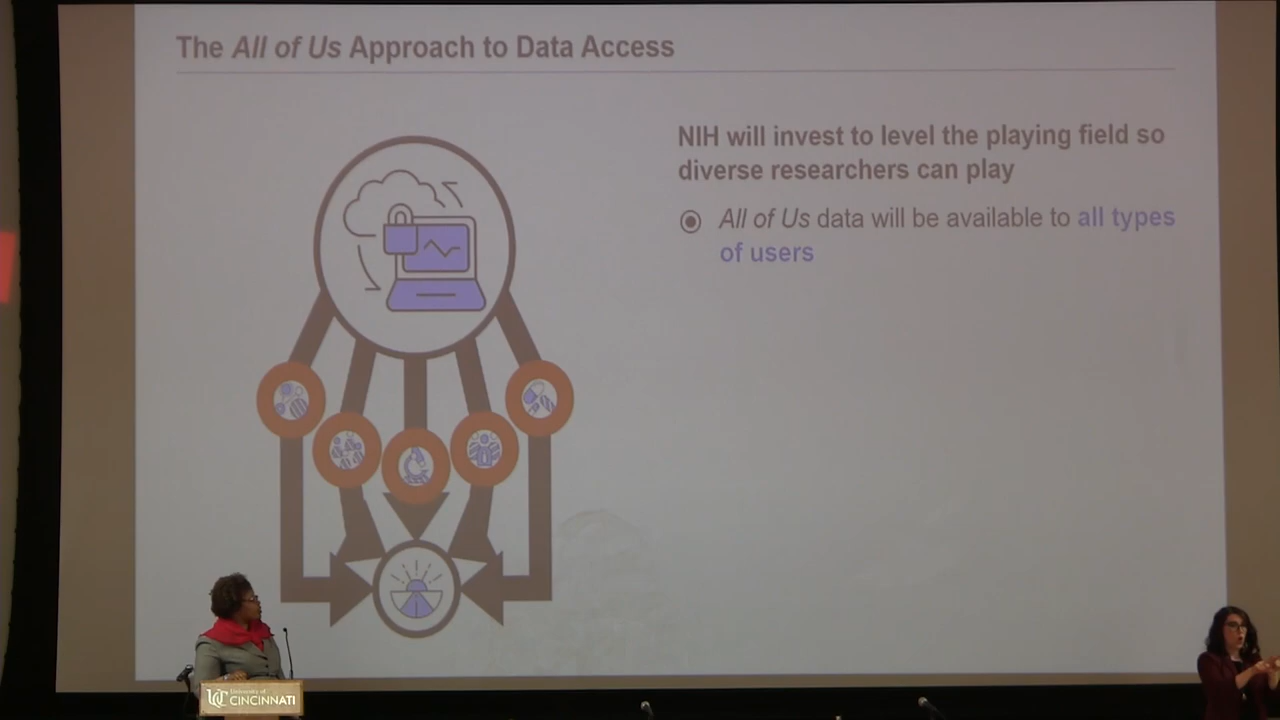 The All of Us Approach to Data Access
NIH will invest to level the playing field so
diverse researchers can play
All of Us data will be available to all types
of users
UC University of
CINCINNATI